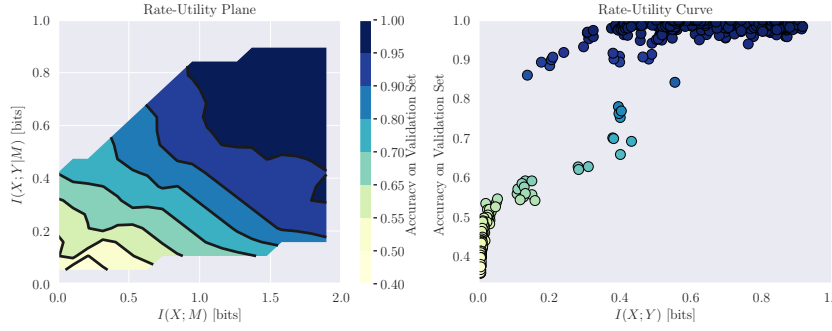 Rate-Utility Plane
1.0
0.8
0.6
0.4
0.2
0.0
0.0 0.5 1.0 1.5 2.0
I(X;M) [bits]
I(X;Y|M) [bits]
1.00
0.95
0.90
0.80
0.70
0.65
0.55
0.50
0.40
Accuracy on Validation Set
Rate-Utility Curve
1.0
0.9
0.8
0.7
0.6
0.5
0.4
0.0 0.2 0.4 0.6 0.8 1.
I(X;Y) [bits]
Accuracy on Validation Set